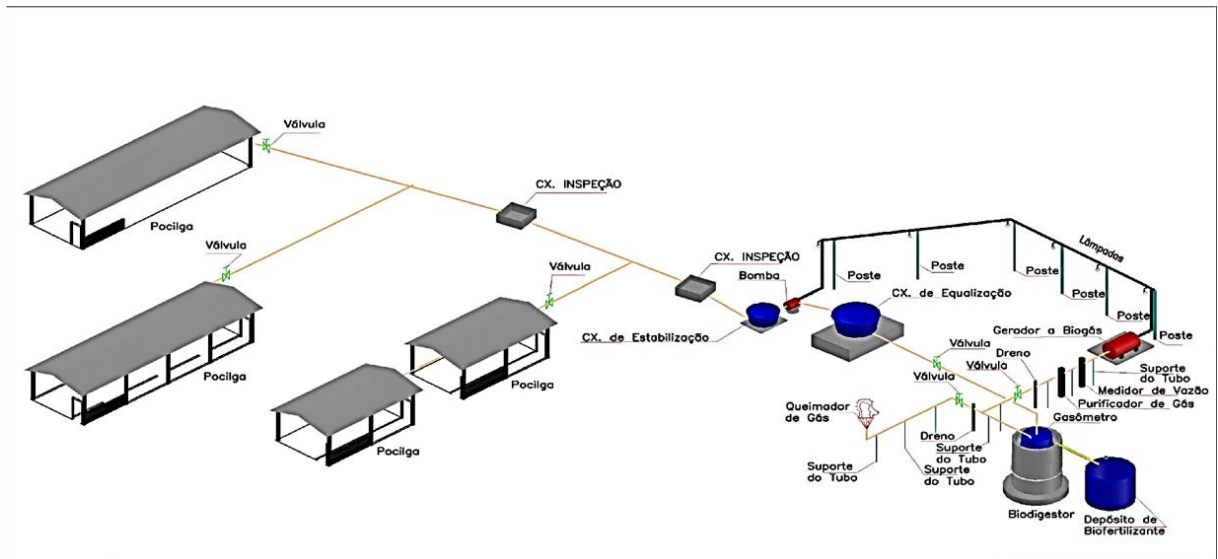 Válvula
CX. INSPEÇÃO
Pocilga
Válvula
CX. INSPEÇÃO
Válvula
Lâmpadas
Bomba
Poste
Poste
Poste
Poste
Poste
Poste
CX. de Equalização
CX. de Estabilização
Gerador a Biogás
Pocilga
Pocilga
Pocilga
Válvula
Dreno
Válvula
Válvula
Suporte
do Tubo
Medidor de Vazão
Purificador de Gás
Gasômetro
Queimador
de Gás
Dreno
Suporte
do Tubo
Suporte
do Tubo
Suporte
do Tubo
Biodigestor
Depósito de
Biofertilizante